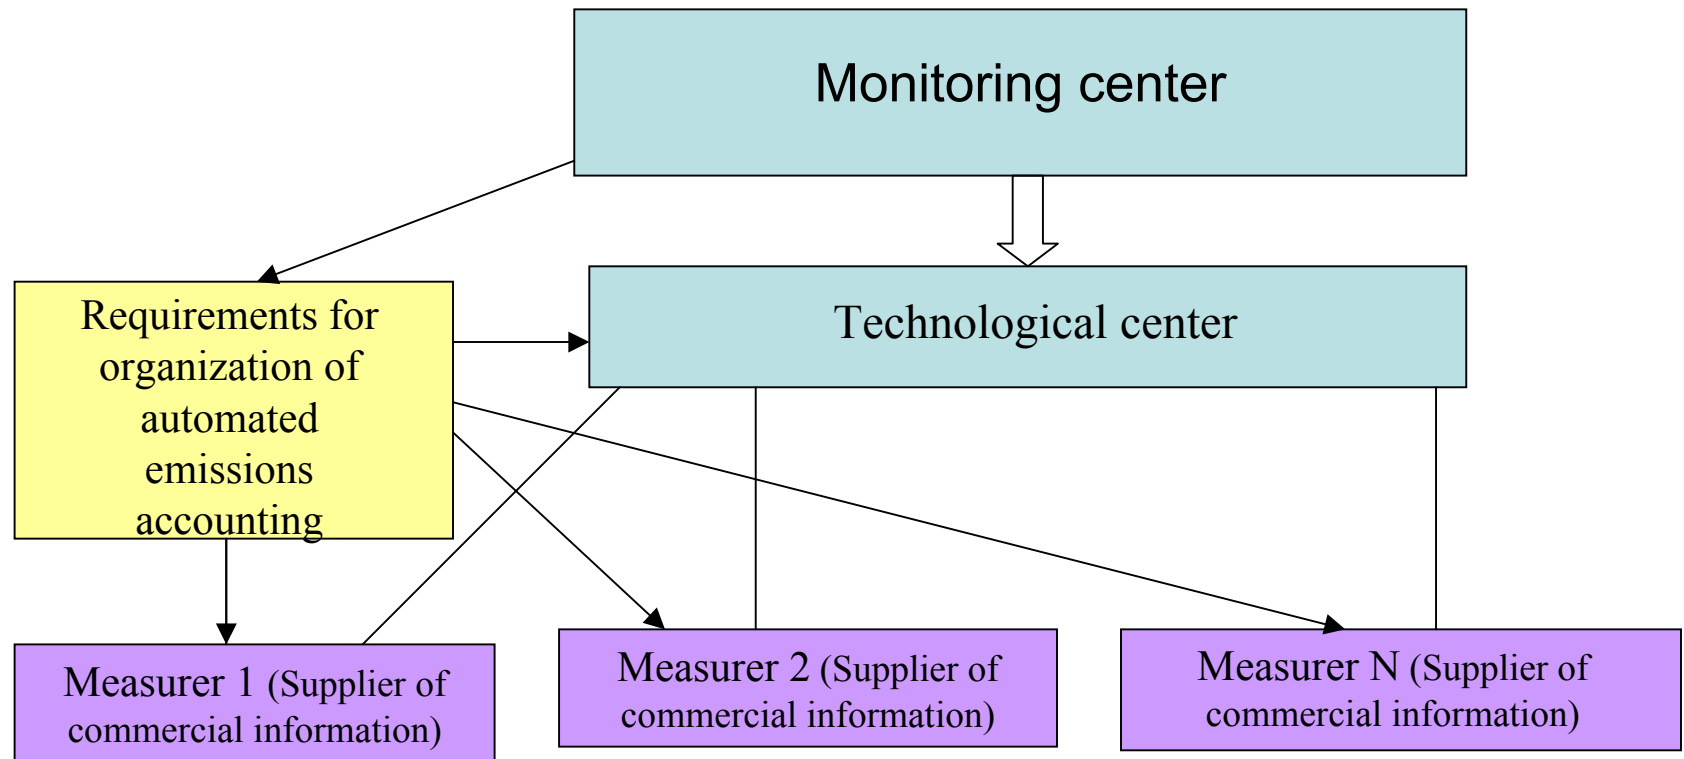 Monitoring center
Requirements for
organization of
automated
emissions
accounting
Technological center
Measurer 1 (Supplier of
commercial information)
Measurer 2 (Supplier of
commercial information)
Measurer N (Supplier of
commercial information)